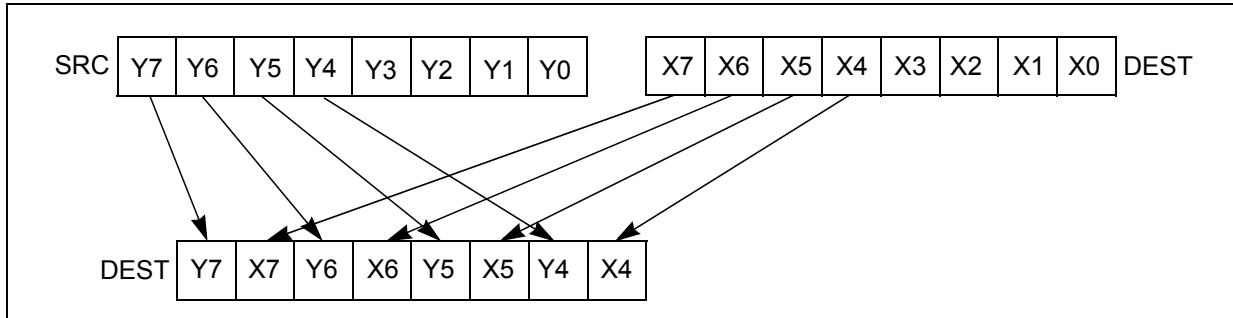 SRC Y7 Y6 Y5 Y4 Y3 Y2 Y1 Y0 X7 X6 X5 X4 X3 X2 X1 X0 DEST
DEST Y7 X7 Y6 X6 Y5 X5 Y4 X4